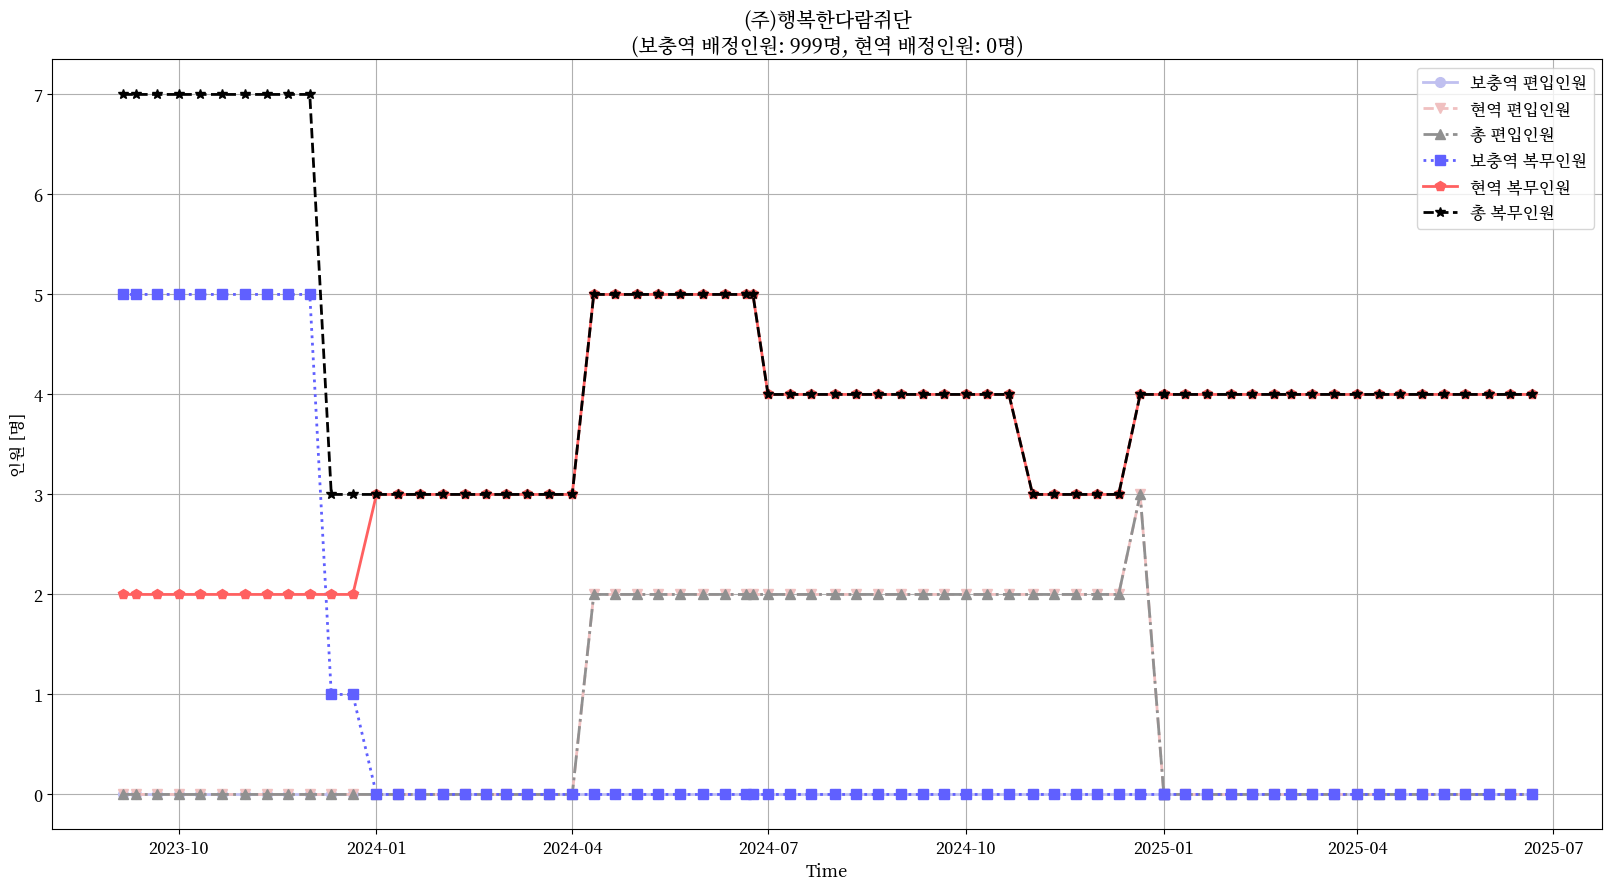 (주)행복한다람쥐단
(보충역 배정인원: 999명, 현역 배정인원: 0명)
보충역 편입인원
현역 편입인원
총 편입인원
보충역 복무인원
현역 복무인원
총 복무인원
인원 [명]
7
6
5
4
3
2
1
0
2023-10
2024-01
2024-04
2024-07
2024-10
2025-01
2025-04
2025-07
Time